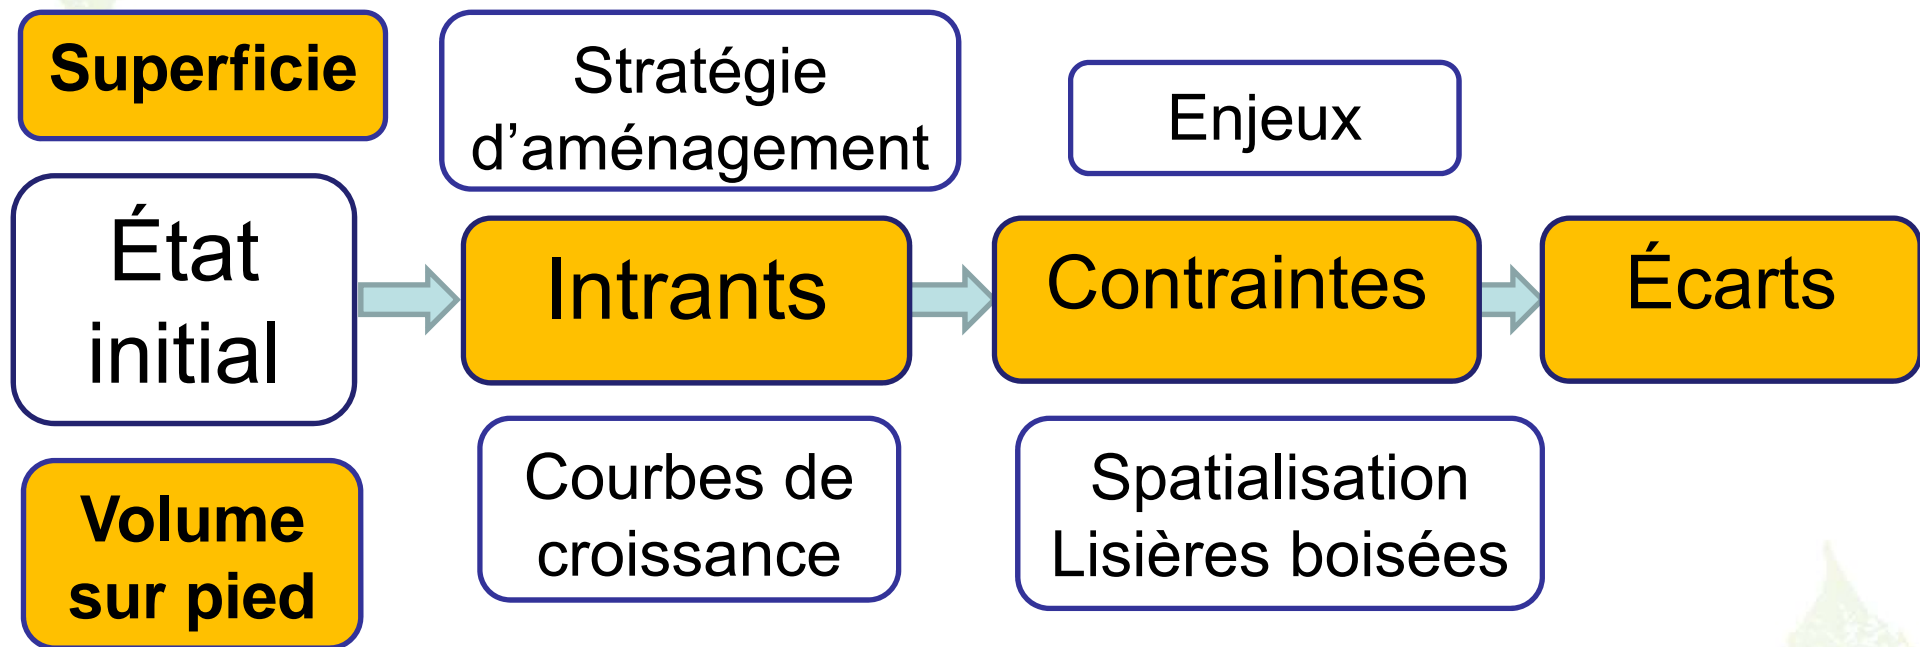 Superficie
État
initial
Volume
sur pied
Stratégie
d’aménagement
Intrants
Courbes de
croissance
Enjeux
Contraintes
Spatialisation
Lisières boisées
Écarts